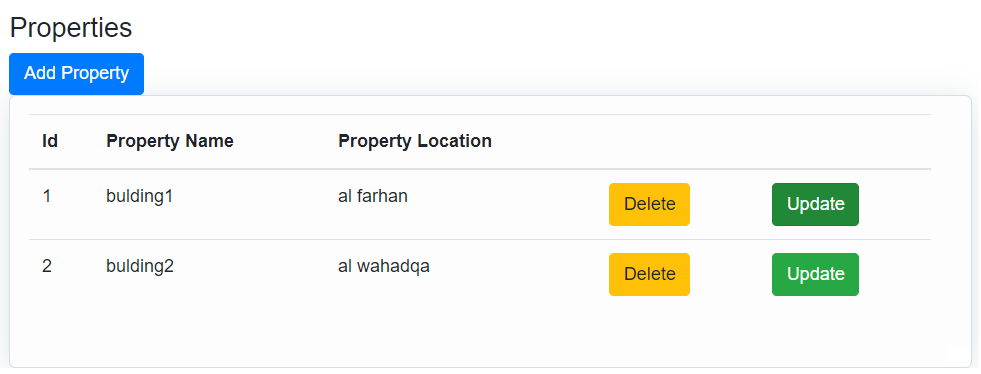 Properties
Add Property
Id Property Name Property Location
1 bulding1 al farhan Delete Update
2 bulding2 al wahadqa Delete Update